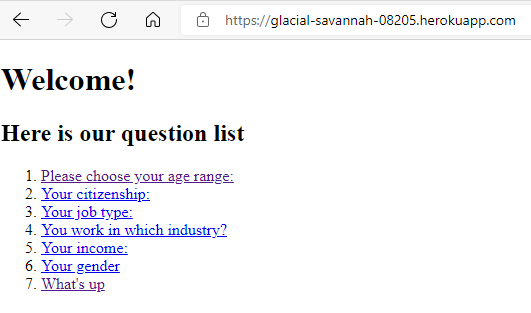 https://glacial-savannah-08205.herokuapp.com
Welcome!
Here is our question list
1. Please choose your age range:
2. Your citizenship:
3. Your job type:
4. You work in which industry?
5. Your income:
6. Your gender
7. What's up